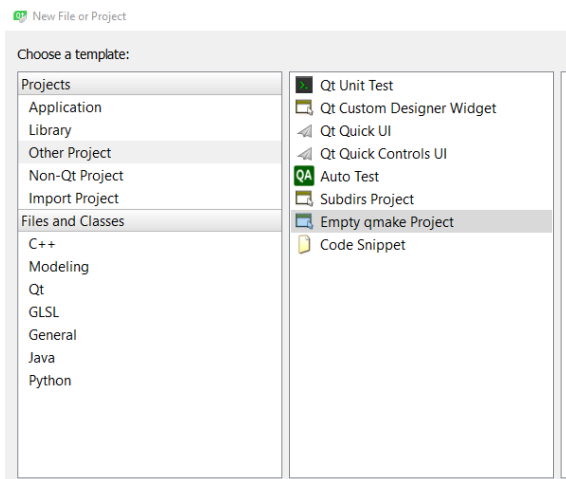 New File or Project
Choose a template:
Projects
Application
Library
Other Project
Non-Qt Project
Import Project
Files and Classes
C++
Modeling
Qt
GLSL
General
Java
Python
Qt Unit Test
Qt Custom Designer Widget
Qt Quick UI
Qt Quick Controls UI
QA Auto Test
Subdirs Project
Empty qmake Project
Code Snippet